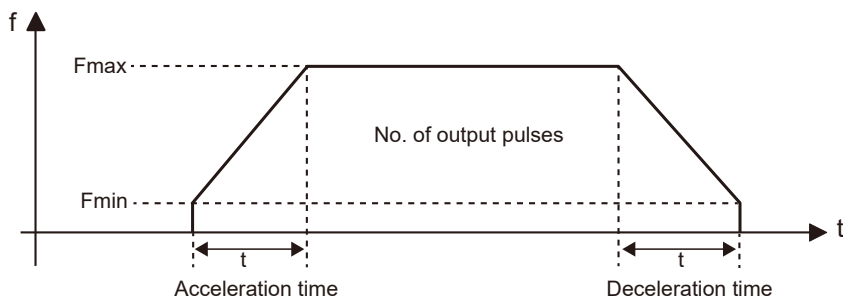 f
Fmax
No. of output pulses
Fmin
t
t
t
Acceleration time
Deceleration time